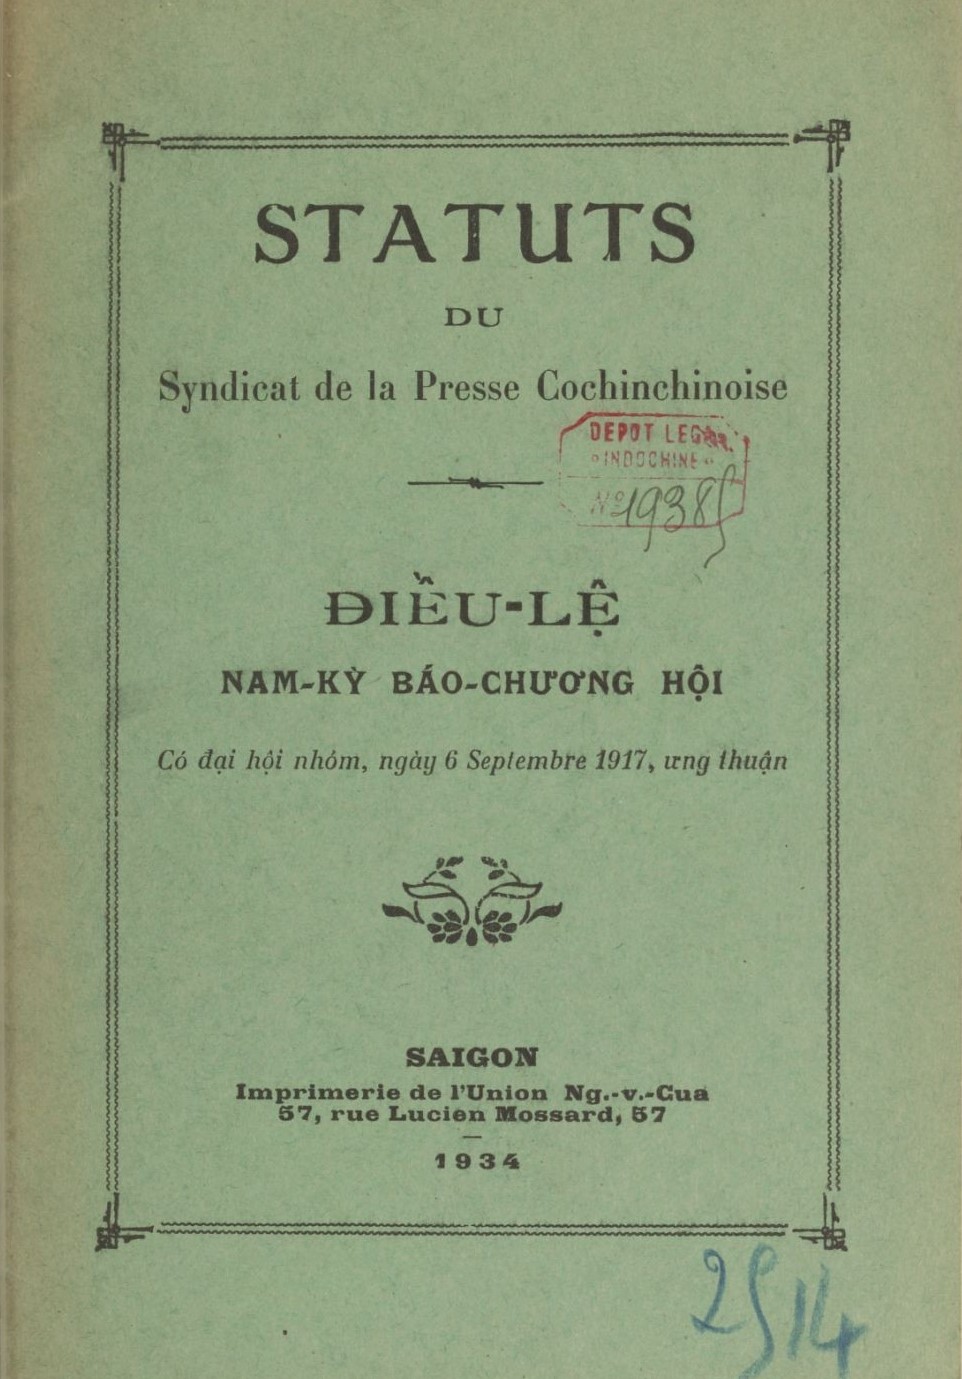 STATUTS
DU
Syndicat de la Presse Cochinchinoise
DEPOT LEGAL
INDOCHINE
No 19385
ĐIỀU-LỆ
NAM-KỲ BÁO-CHƯƠNG HỘI
Có đại hội nhóm, ngày 6 Septembre 1917, ưng thuận
SAIGON
Imprimerie de l'Union Ng.-v.-Cua
57, rue Lucien Mossard, 57
1934
2514